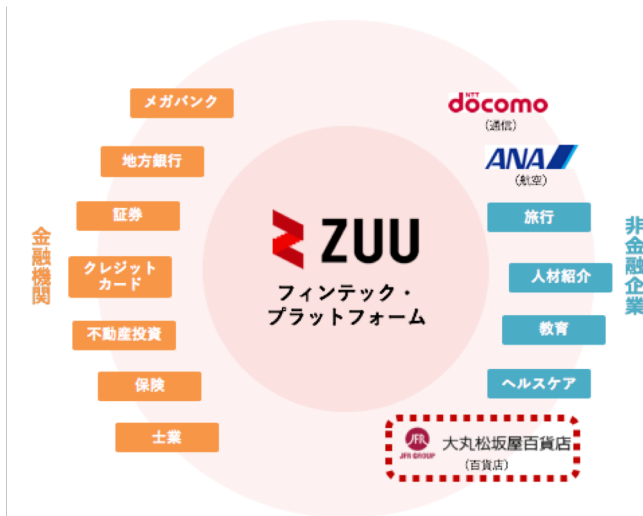 金融機関
メガバンク
地方銀行
証券
クレジット
カード
不動産投資
保険
士業
ZUU
フィンテック・
プラットフォーム
NTT
döcomo
(通信)
ANA
(航空)
旅行
人材紹介
教育
ヘルスケア
JFR
JFR GROUP
大丸松坂屋百貨店
(百貨店)
非金融企業